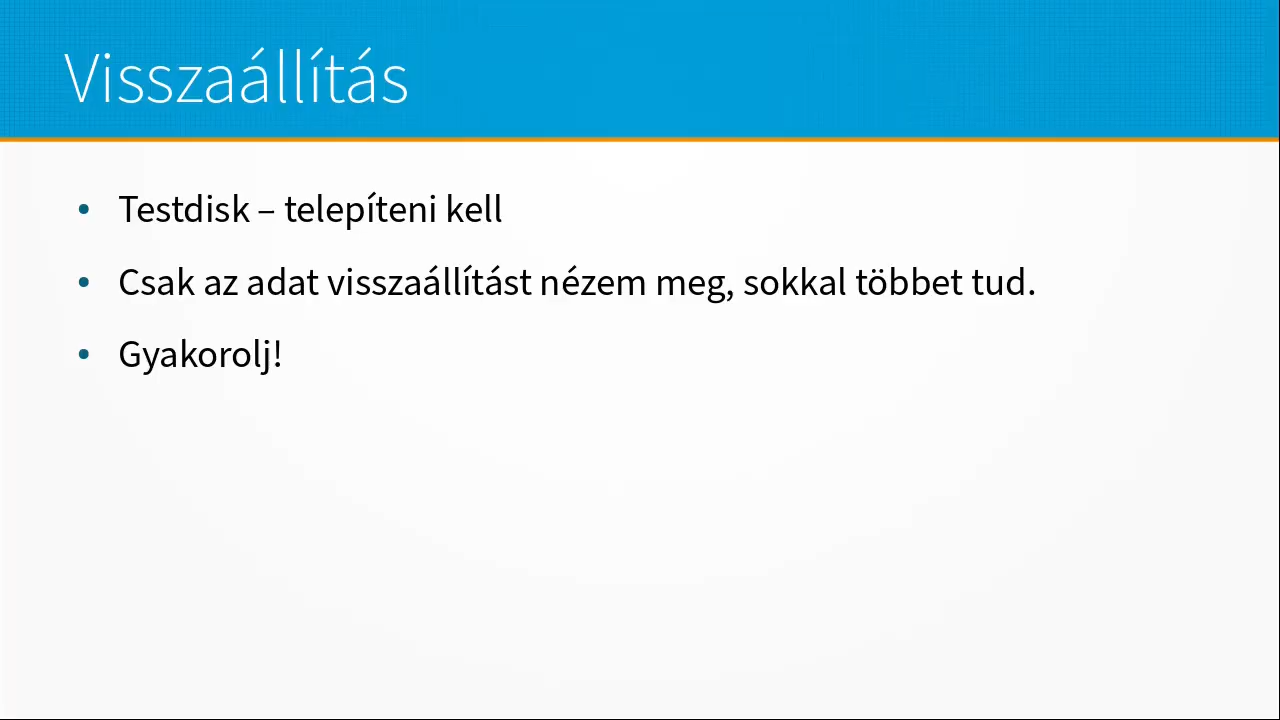 Visszaállítás
• Testdisk – telepíteni kell
• Csak az adat visszaállítást nézem meg, sokkal többet tud.
• Gyakorolj!